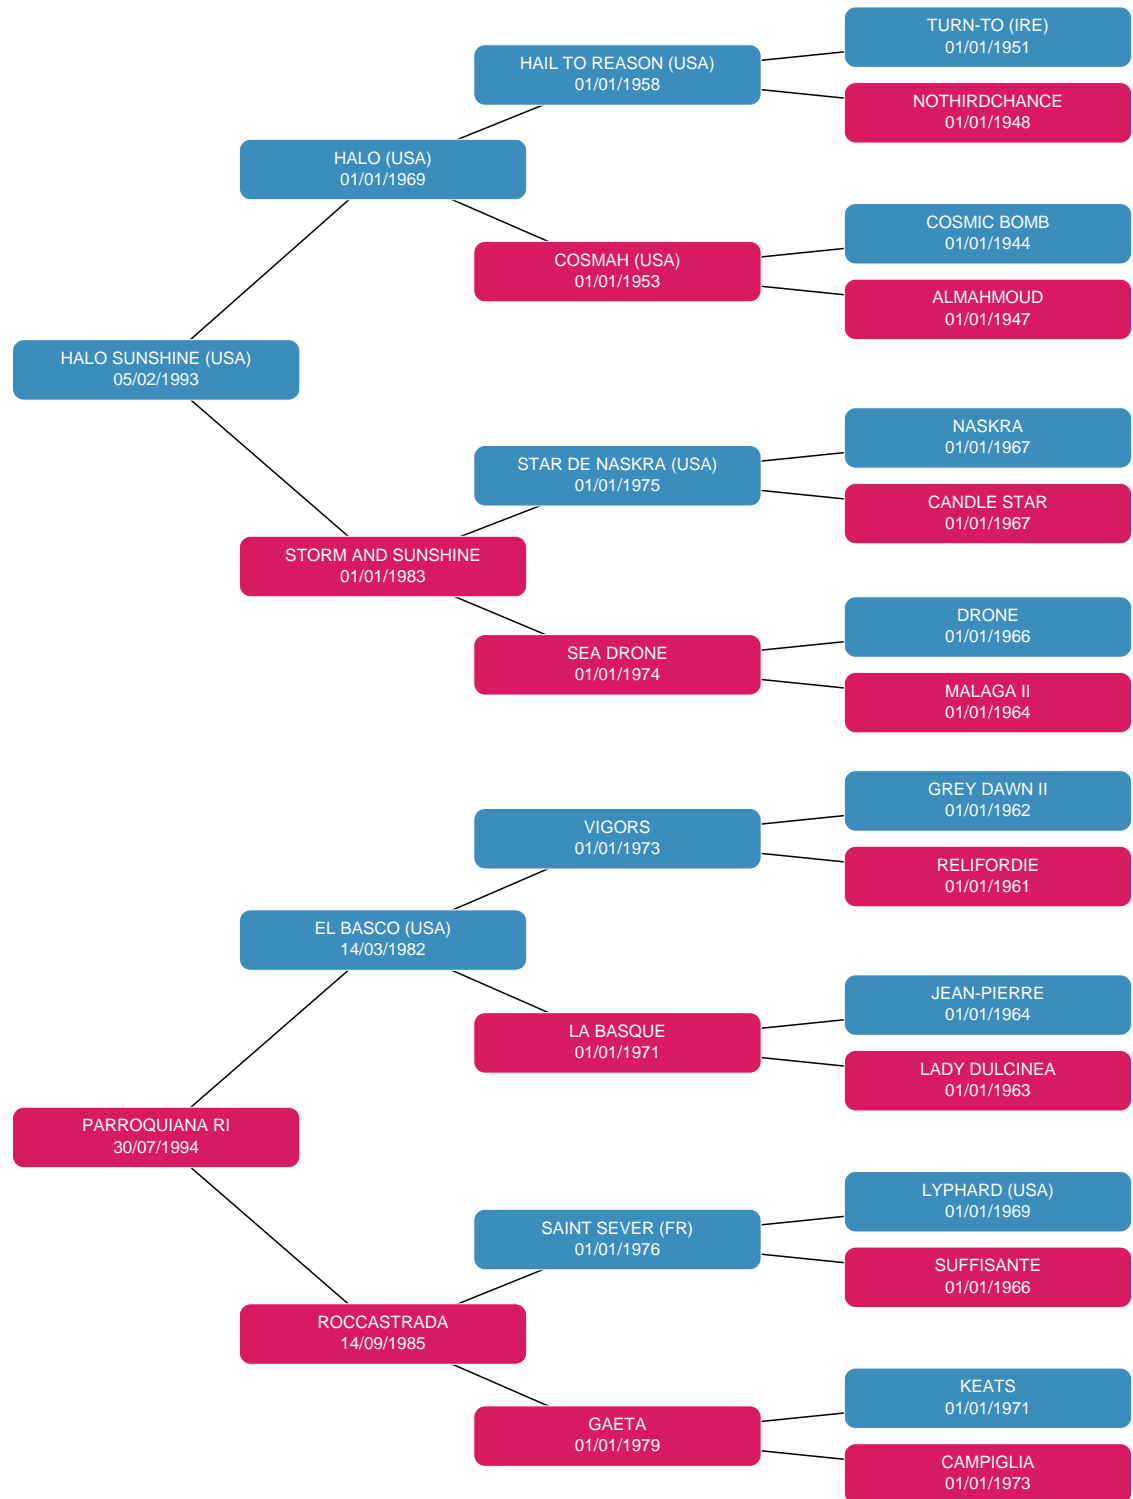 TURN-TO (IRE)
01/01/1951
HAIL TO REASON (USA)
01/01/1958
NOTHIRDCHANCE
01/01/1948
HALO (USA)
01/01/1969
COSMIC BOMB
01/01/1944
COSMAH (USA)
01/01/1953
ALMAHMOUD
01/01/1947
HALO SUNSHINE (USA)
05/02/1993
NASKRA
01/01/1967
STAR DE NASKRA (USA)
01/01/1975
CANDLE STAR
01/01/1967
STORM AND SUNSHINE
01/01/1983
DRONE
01/01/1966
SEA DRONE
01/01/1974
MALAGA II
01/01/1964
GREY DAWN II
01/01/1962
VIGORS
01/01/1973
RELIFORDIE
01/01/1961
EL BASCO (USA)
14/03/1982
JEAN-PIERRE
01/01/1964
LA BASQUE
01/01/1971
LADY DULCINEA
01/01/1963
PARROQUIANA RI
30/07/1994
LYPHARD (USA)
01/01/1969
SAINT SEVER (FR)
01/01/1976
SUFFISANTE
01/01/1966
ROCCASTRADA
14/09/1985
KEATS
01/01/1971
GAETA
01/01/1979
CAMPIGLIA
01/01/1973